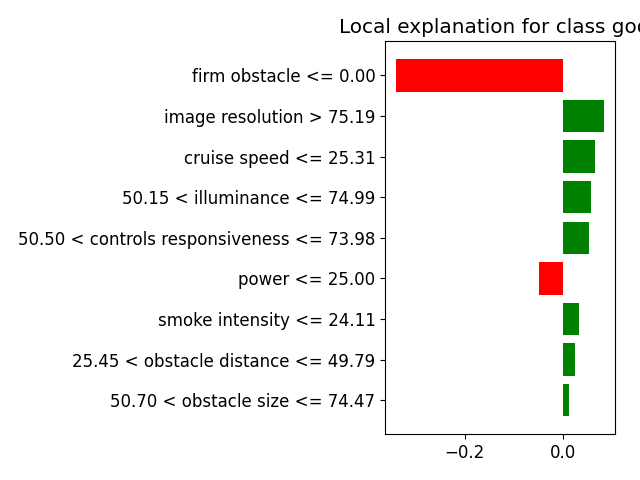 Local explanation for class goo
firm obstacle <= 0.00
image resolution > 75.19
cruise speed <= 25.31
50.15 < illuminance <= 74.99
50.50 < controls responsiveness <= 73.98
power <= 25.00
smoke intensity <= 24.11
25.45 < obstacle distance <= 49.79
50.70 < obstacle size <= 74.47
−0.2 0.0